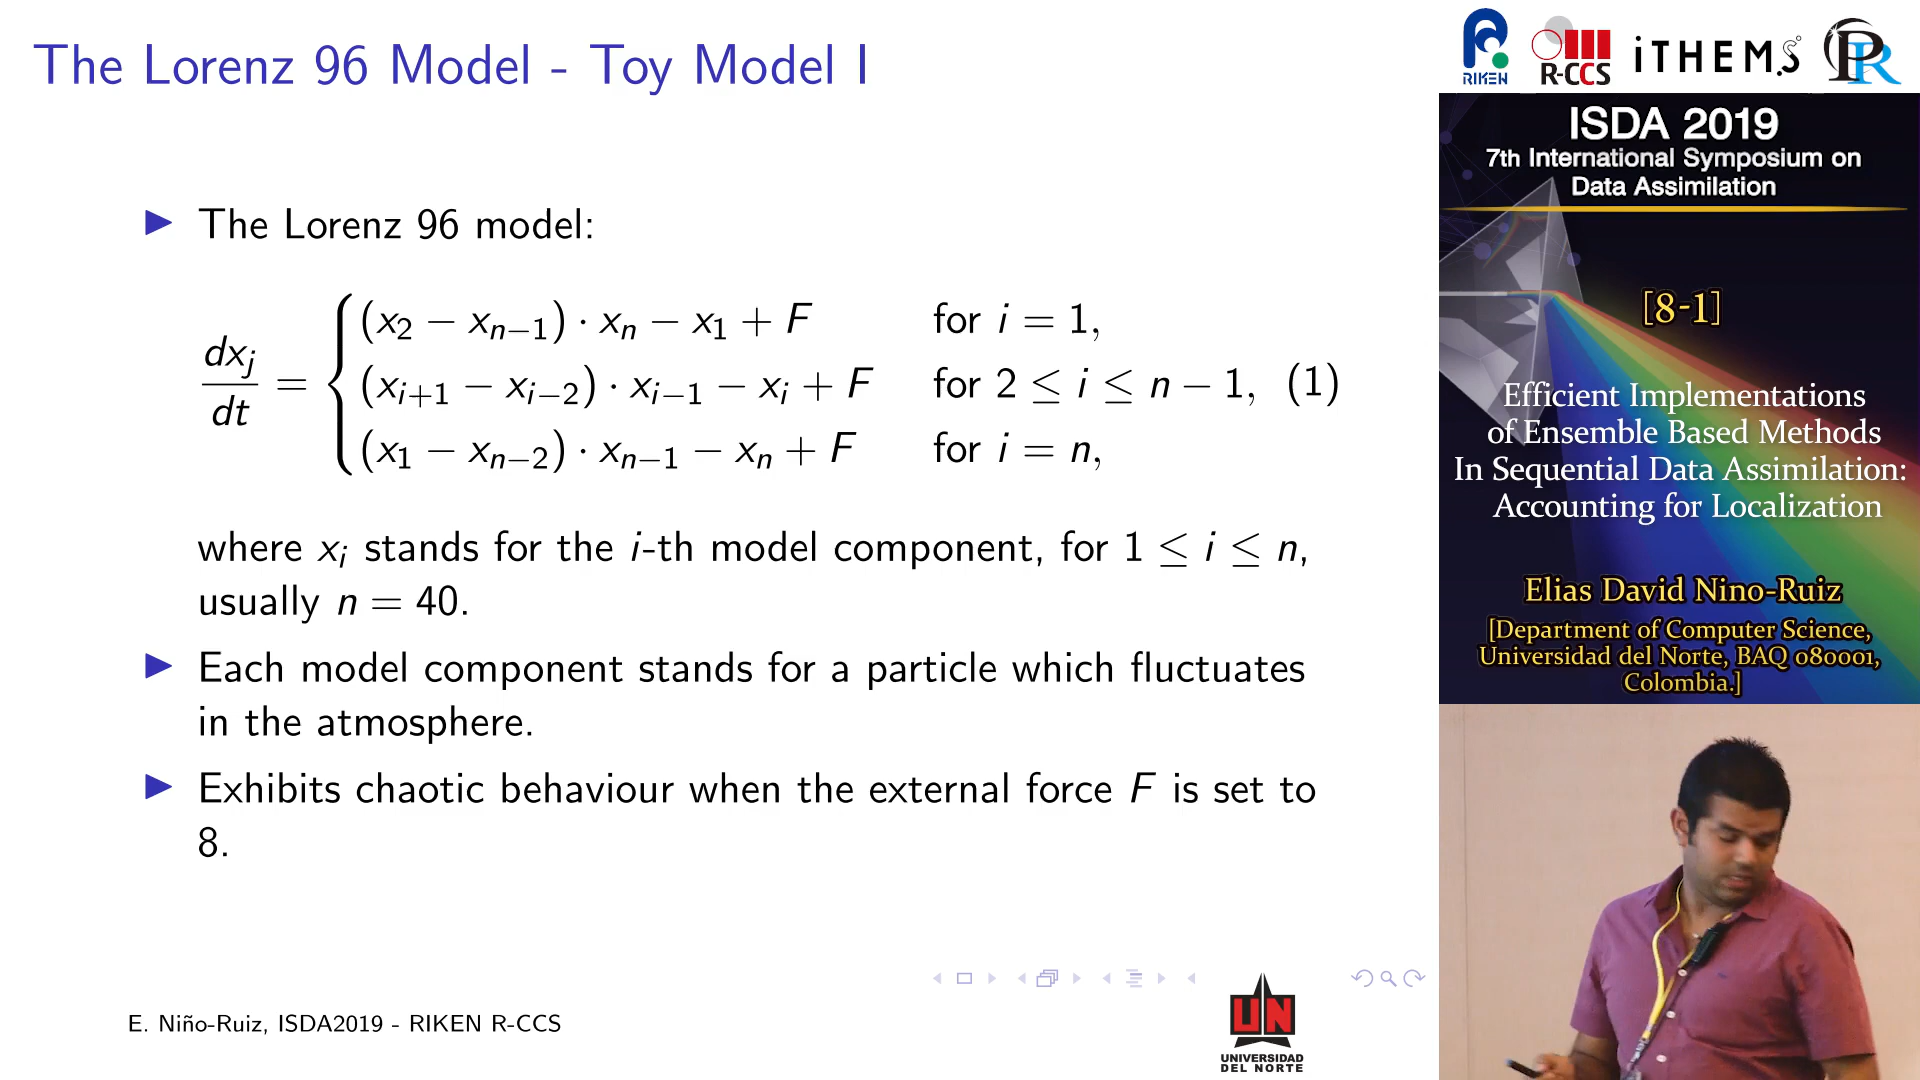 The Lorenz 96 Model - Toy Model I
▶ The Lorenz 96 model:
dx_j/dt = { (x_2 − x_{n−1}) · x_n − x_1 + F for i = 1,
(x_{i+1} − x_{i−2}) · x_{i−1} − x_i + F for 2 ≤ i ≤ n − 1, (1)
(x_1 − x_{n−2}) · x_{n−1} − x_n + F for i = n,
where x_i stands for the i-th model component, for 1 ≤ i ≤ n,
usually n = 40.
▶ Each model component stands for a particle which fluctuates
in the atmosphere.
▶ Exhibits chaotic behaviour when the external force F is set to
8.
E. Niño-Ruiz, ISDA2019 - RIKEN R-CCS
UN
UNIVERSIDAD
DEL NORTE
RIKEN
R-CCS
iTHEMS
PR
ISDA 2019
7th International Symposium on
Data Assimilation
[8-1]
Efficient Implementations
of Ensemble Based Methods
In Sequential Data Assimilation:
Accounting for Localization
Elias David Nino-Ruiz
[Department of Computer Science,
Universidad del Norte, BAQ 080001,
Colombia.]